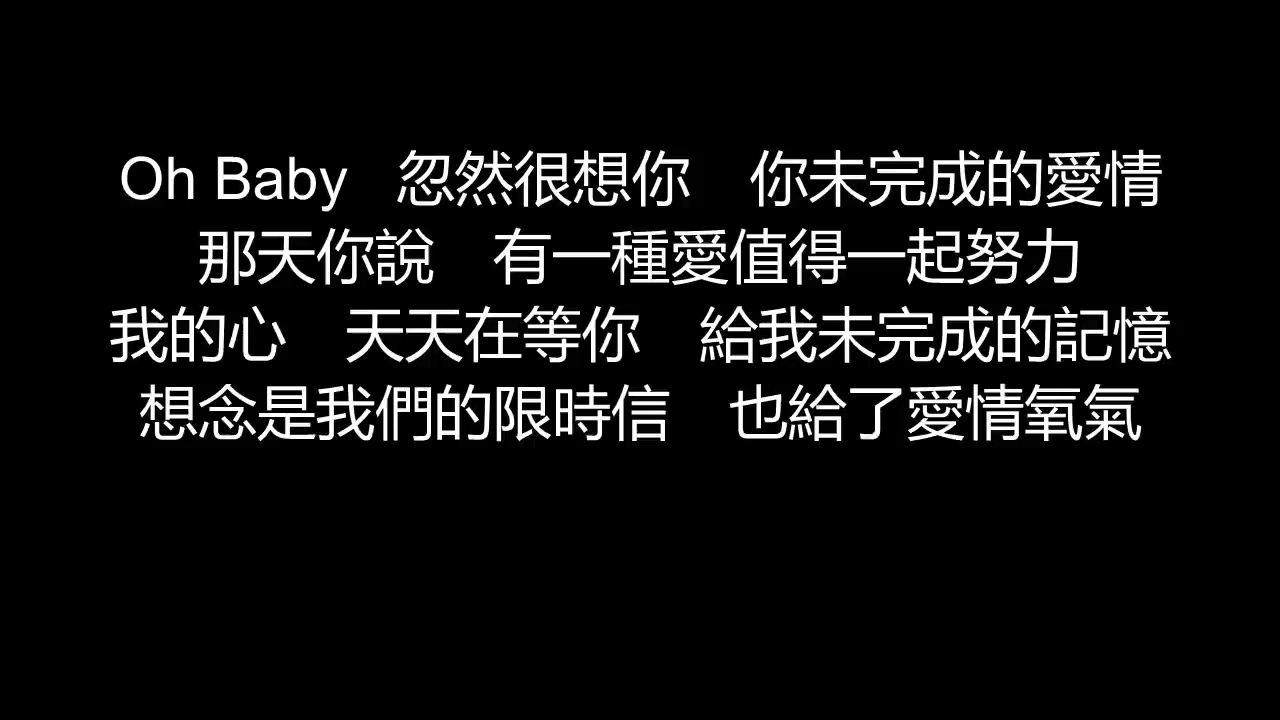 Oh Baby 忽然很想你 你未完成的愛情
那天你說 有一種愛值得一起努力
我的心 天天在等你 給我未完成的記憶
想念是我們的限時信 也給了愛情氧氣